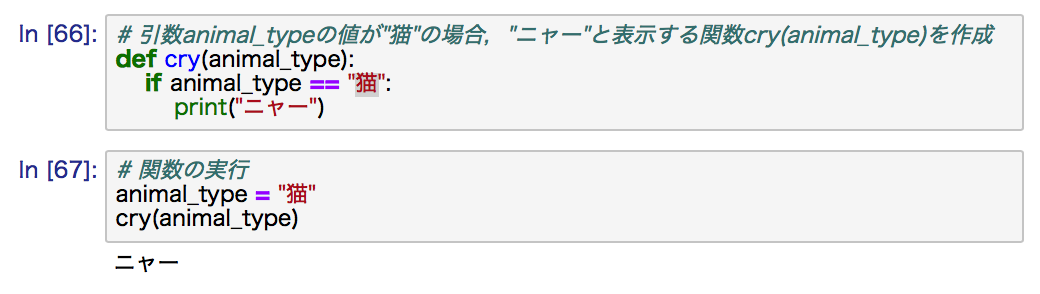 In [66]: # 引数animal_typeの値が"猫"の場合，"ニャー"と表示する関数cry(animal_type)を作成
def cry(animal_type):
    if animal_type == "猫":
        print("ニャー")
In [67]: # 関数の実行
animal_type = "猫"
cry(animal_type)
ニャー